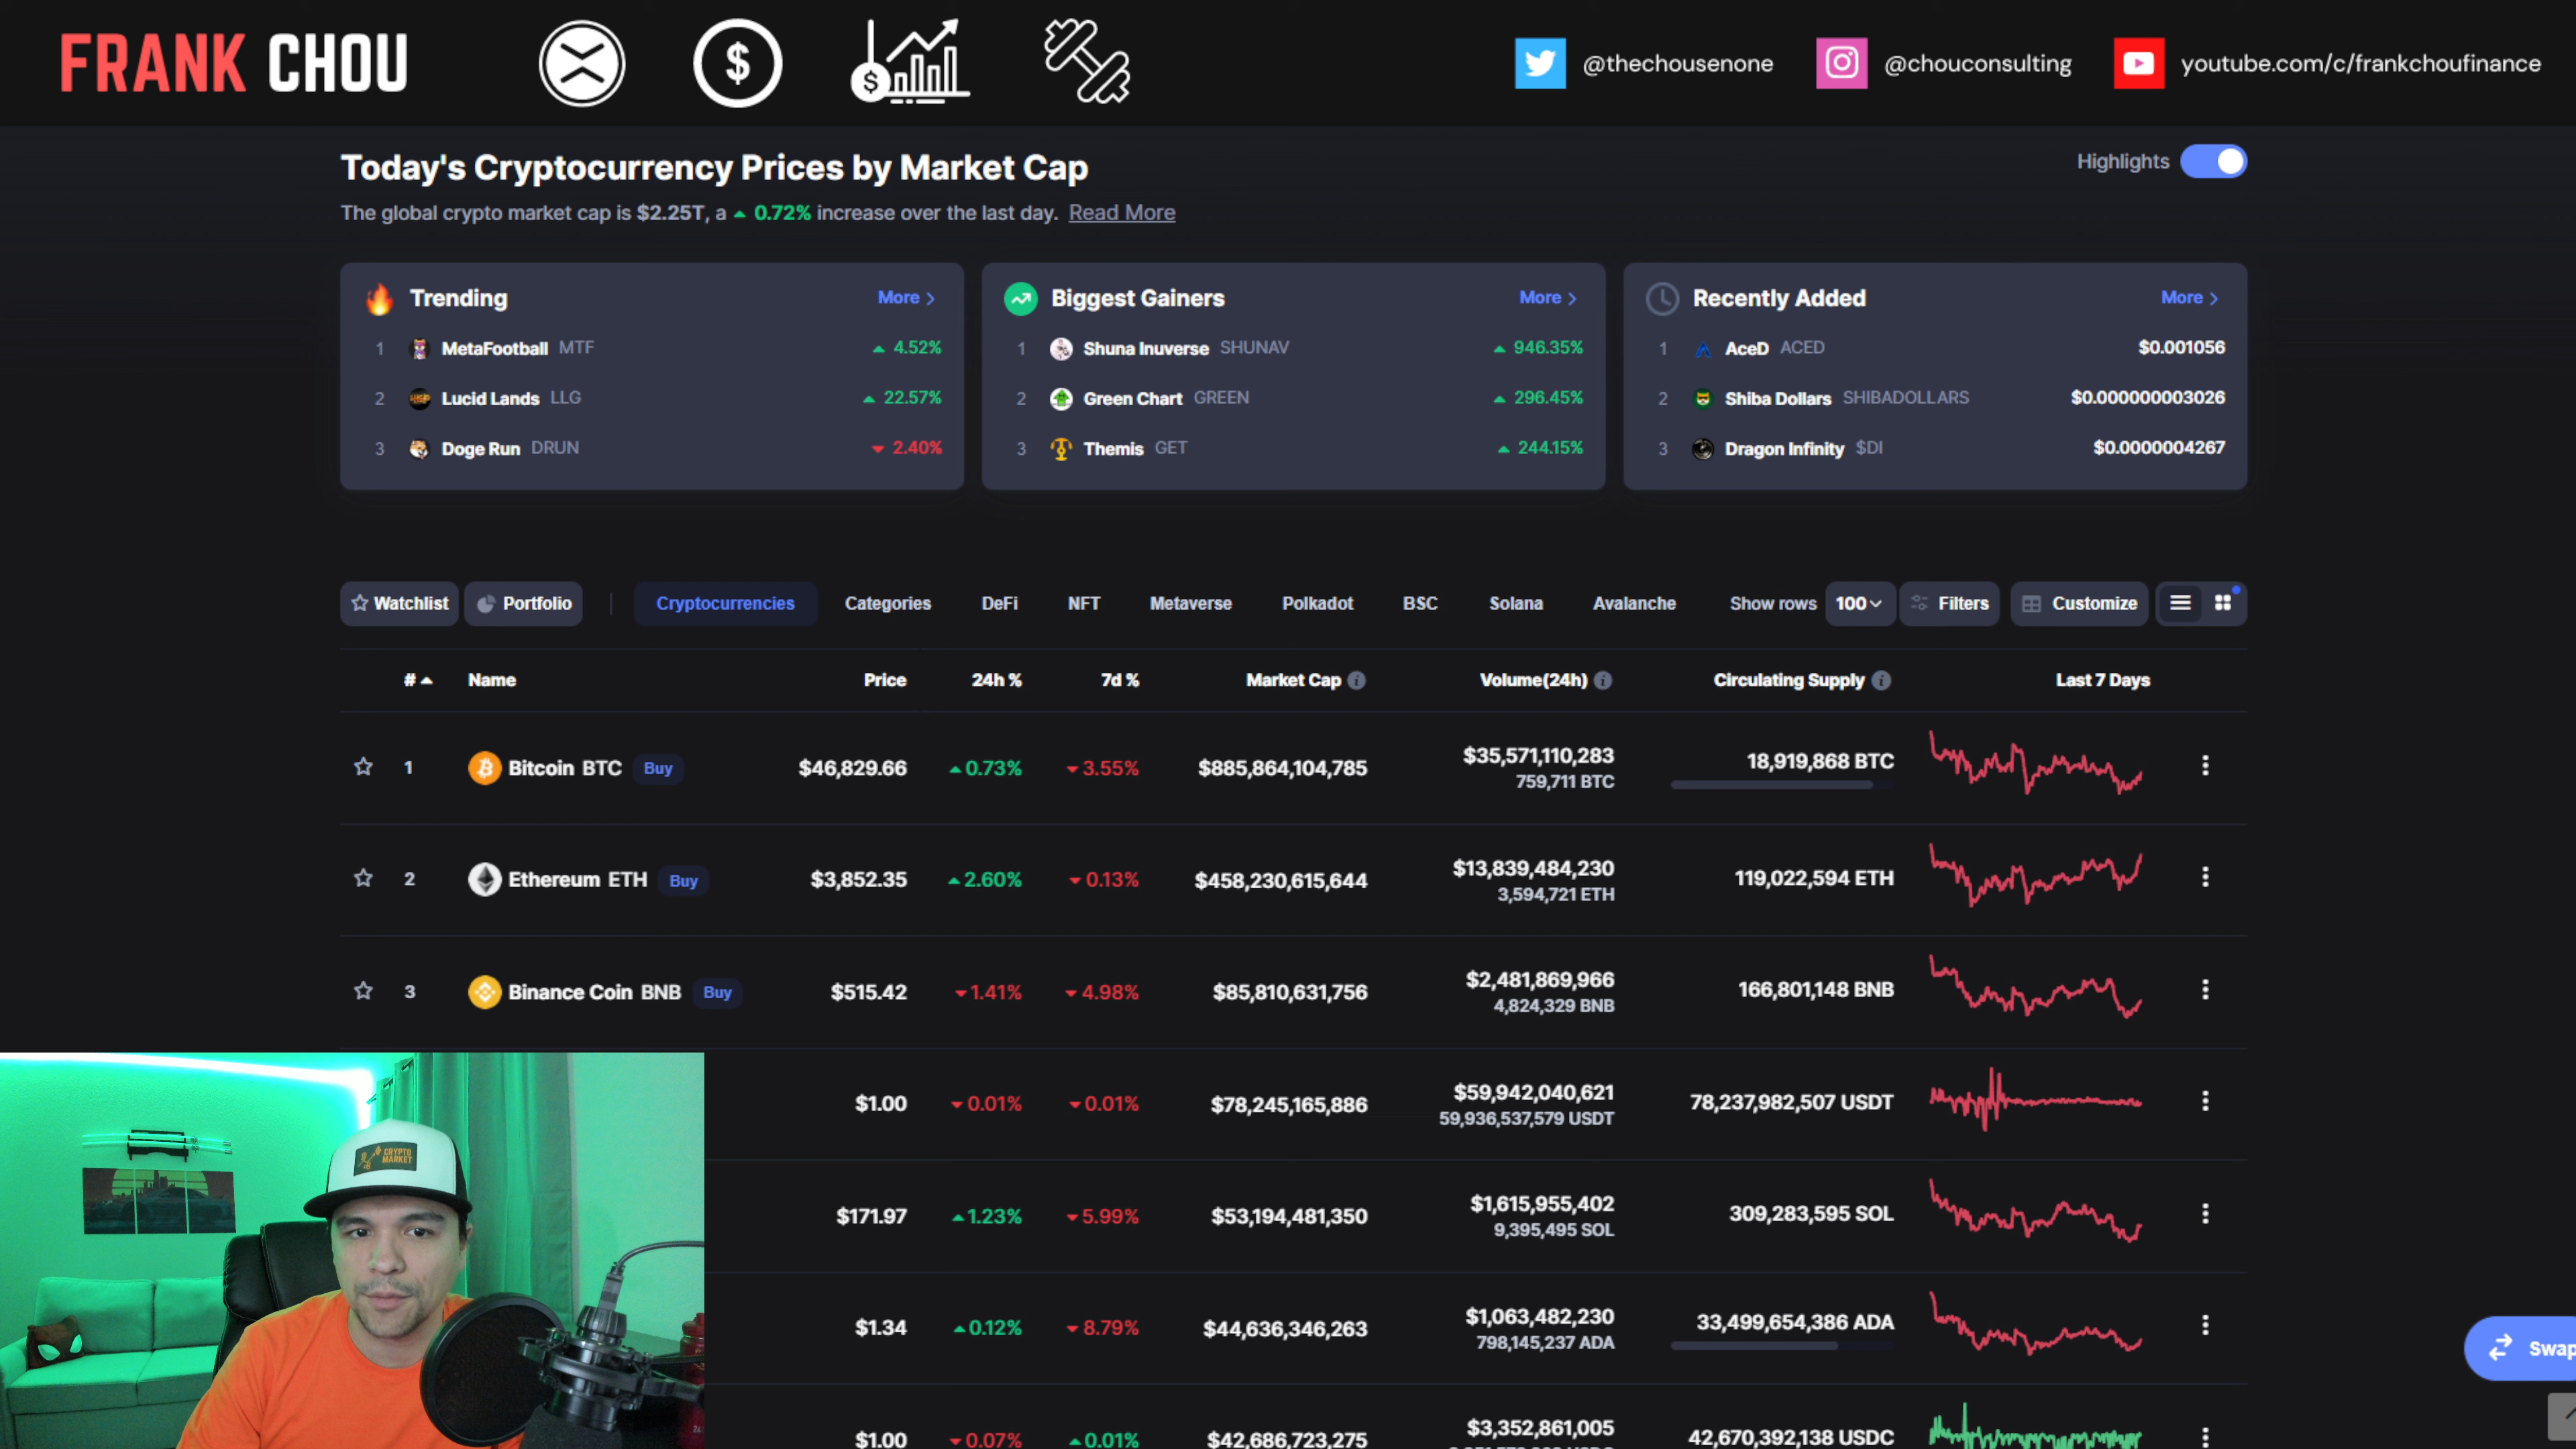 FRANK CHOU
@thechousenone
@chouconsulting
youtube.com/c/frankchoufinance
Today's Cryptocurrency Prices by Market Cap
Highlights
The global crypto market cap is $2.25T, a 0.72% increase over the last day. Read More
Trending More
1 MetaFootball MTF 4.52%
2 Lucid Lands LLG 22.57%
3 Doge Run DRUN 2.40%
Biggest Gainers More
1 Shuna Inuverse SHUNAV 946.35%
2 Green Chart GREEN 296.45%
3 Themis GET 244.15%
Recently Added More
1 AceD ACED $0.001056
2 Shiba Dollars SHIBADOLLARS $0.000000003026
3 Dragon Infinity $DI $0.0000004267
Watchlist Portfolio Cryptocurrencies Categories DeFi NFT Metaverse Polkadot BSC Solana Avalanche Show rows 100 Filters Customize
# Name Price 24h % 7d % Market Cap Volume(24h) Circulating Supply Last 7 Days
1 Bitcoin BTC Buy $46,829.66 0.73% 3.55% $885,864,104,785 $35,571,110,283 18,919,868 BTC
759,711 BTC
2 Ethereum ETH Buy $3,852.35 2.60% 0.13% $458,230,615,644 $13,839,484,230 119,022,594 ETH
3,594,721 ETH
3 Binance Coin BNB Buy $515.42 1.41% 4.98% $85,810,631,756 $2,481,869,966 166,801,148 BNB
4,824,329 BNB
$1.00 0.01% 0.01% $78,245,165,886 $59,942,040,621 78,237,982,507 USDT
59,936,537,579 USDT
$171.97 1.23% 5.99% $53,194,481,350 $1,615,955,402 309,283,595 SOL
9,395,495 SOL
$1.34 0.12% 8.79% $44,636,346,263 $1,063,482,230 33,499,654,386 ADA
798,145,237 ADA
$1.00 0.07% 0.01% $42,686,723,275 $3,352,861,005 42,670,392,138 USDC
CRYPTO
MARKET
Swap